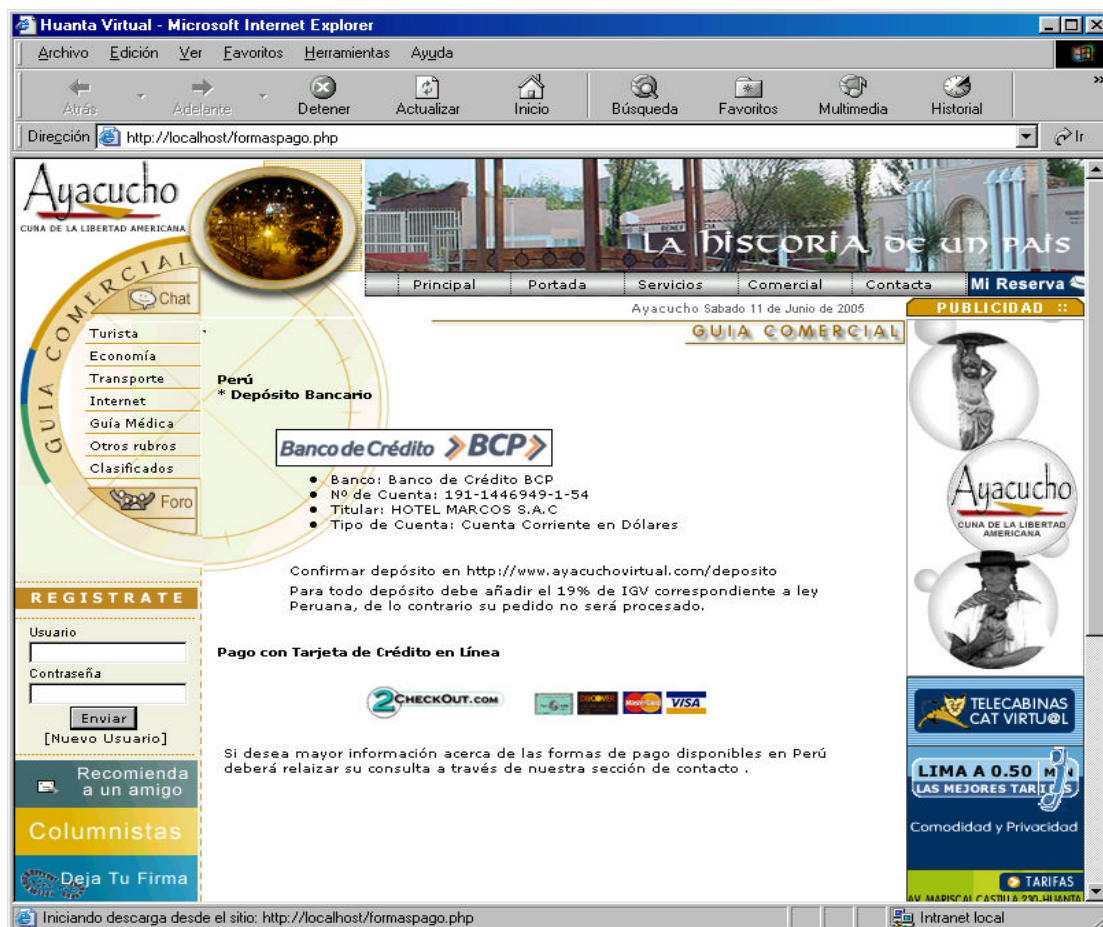 Huanta Virtual - Microsoft Internet Explorer
Archivo Edición Ver Favoritos Herramientas Ayuda
Atrás Adelante Detener Actualizar Inicio Búsqueda Favoritos Multimedia Historial »
Dirección http://localhost/formaspago.php Ir
Ayacucho
CUNA DE LA LIBERTAD AMERICANA
LA hISTORIA DE UN PAIS
Principal Portada Servicios Comercial Contacta Mi Reserva
Ayacucho Sabado 11 de Junio de 2005
PUBLICIDAD ::
GUIA COMERCIAL
GUIA COMERCIAL
Chat
Turista
Economía
Transporte
Internet
Guía Médica
Otros rubros
Clasificados
Foro
Perú
* Depósito Bancario
Banco de Crédito BCP
Banco: Banco de Crédito BCP
Nº de Cuenta: 191-1446949-1-54
Titular: HOTEL MARCOS S.A.C
Tipo de Cuenta: Cuenta Corriente en Dólares
Confirmar depósito en http://www.ayacuchovirtual.com/deposito
Para todo depósito debe añadir el 19% de IGV correspondiente a ley
Peruana, de lo contrario su pedido no será procesado.
Pago con Tarjeta de Crédito en Línea
2CHECKOUT.COM DISCOVER MasterCard VISA
Si desea mayor información acerca de las formas de pago disponibles en Perú
deberá relaizar su consulta a través de nuestra sección de contacto .
REGISTRATE
Usuario
Contraseña
Enviar
[Nuevo Usuario]
Recomienda
a un amigo
Columnistas
Deja Tu Firma
Ayacucho
CUNA DE LA LIBERTAD
AMERICANA
TELECABINAS
CAT VIRTU@L
LIMA A 0.50 MIN
LAS MEJORES TARIFAS
Comodidad y Privacidad
TARIFAS
AV. MARISCAL CASTILLA 230-HUANTA
Iniciando descarga desde el sitio: http://localhost/formaspago.php
Intranet local